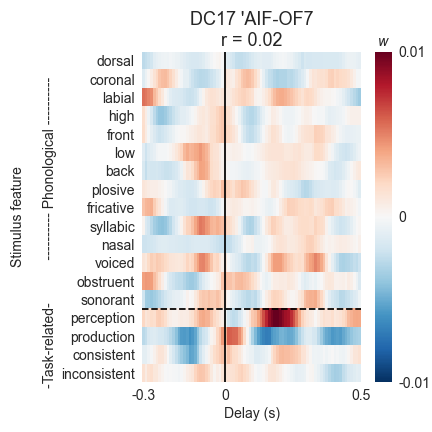 DC17 'AIF-OF7
r = 0.02
w
dorsal
coronal
labial
high
front
low
back
plosive
fricative
syllabic
nasal
voiced
obstruent
sonorant
perception
production
consistent
inconsistent
Stimulus feature
-Task-related- ---------- Phonological ----------
0.01
0
-0.01
-0.3
0
0.5
Delay (s)